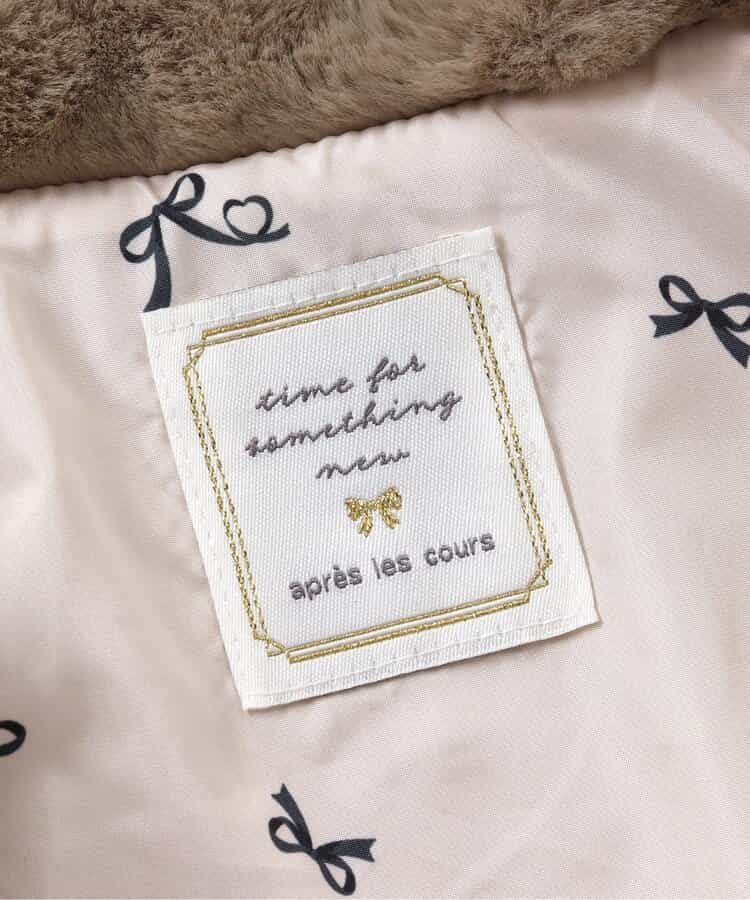 time for
something
new
après les cours